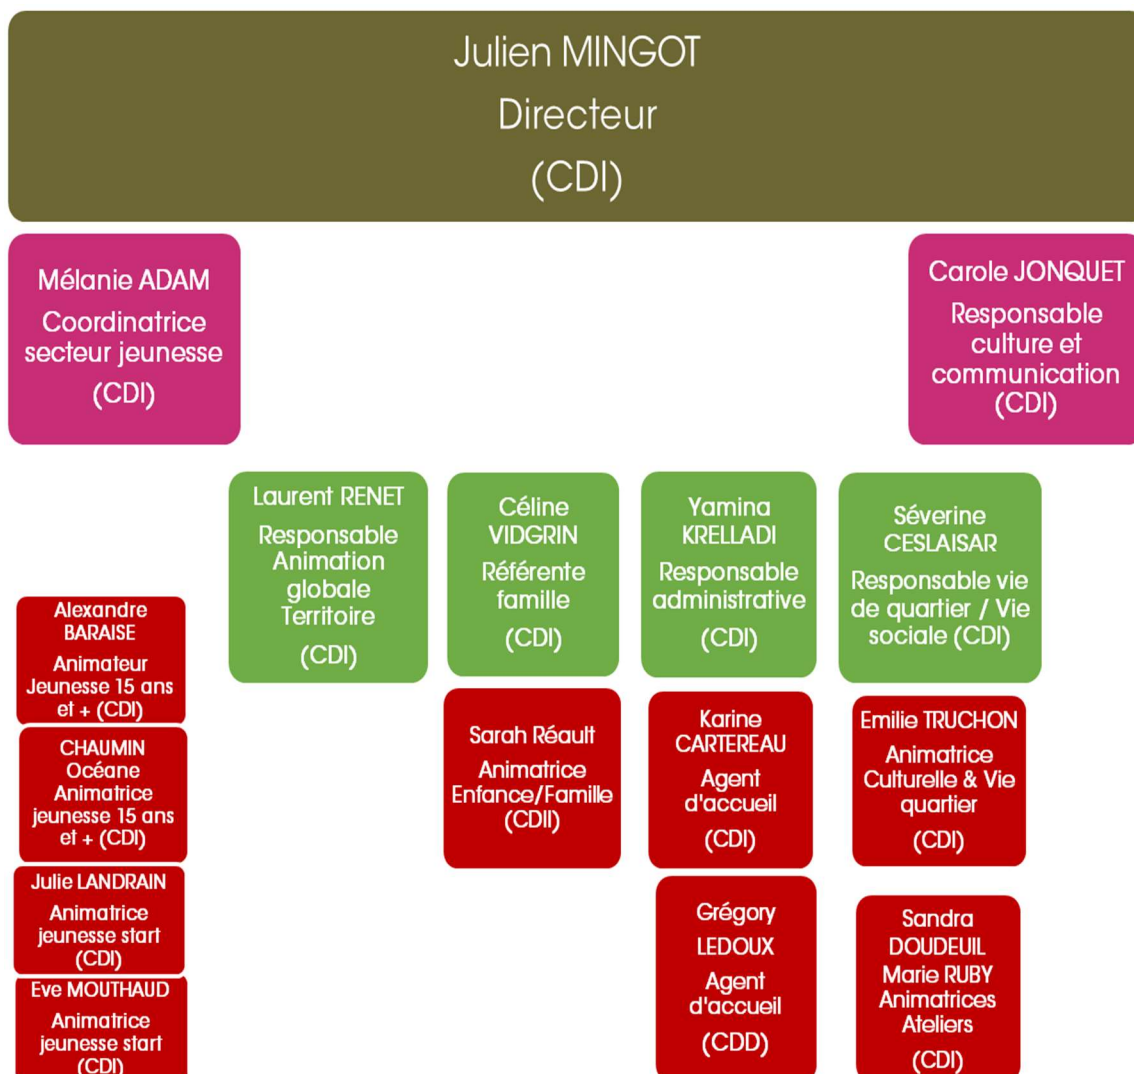 Julien MINGOT
Directeur
(CDI)
Mélanie ADAM
Coordinatrice
secteur jeunesse
(CDI)
Carole JONQUET
Responsable
culture et
communication
(CDI)
Laurent RENET
Responsable
Animation
globale
Territoire
(CDI)
Céline
VIDGRIN
Référente
famille
(CDI)
Yamina
KRELLADI
Responsable
administrative
(CDI)
Séverine
CESLAISAR
Responsable vie
de quartier / Vie
sociale (CDI)
Alexandre
BARAISE
Animateur
Jeunesse 15 ans
et + (CDI)
CHAUMIN
Océane
Animatrice
jeunesse 15 ans
et + (CDI)
Julie LANDRAIN
Animatrice
jeunesse start
(CDI)
Eve MOUTHAUD
Animatrice
jeunesse start
(CDI)
Sarah Réault
Animatrice
Enfance/Famille
(CDII)
Karine
CARTEREAU
Agent
d'accueil
(CDI)
Grégory
LEDOUX
Agent
d'accueil
(CDD)
Emilie TRUCHON
Animatrice
Culturelle & Vie
quartier
(CDI)
Sandra
DOUDEUIL
Marie RUBY
Animatrices
Ateliers
(CDI)